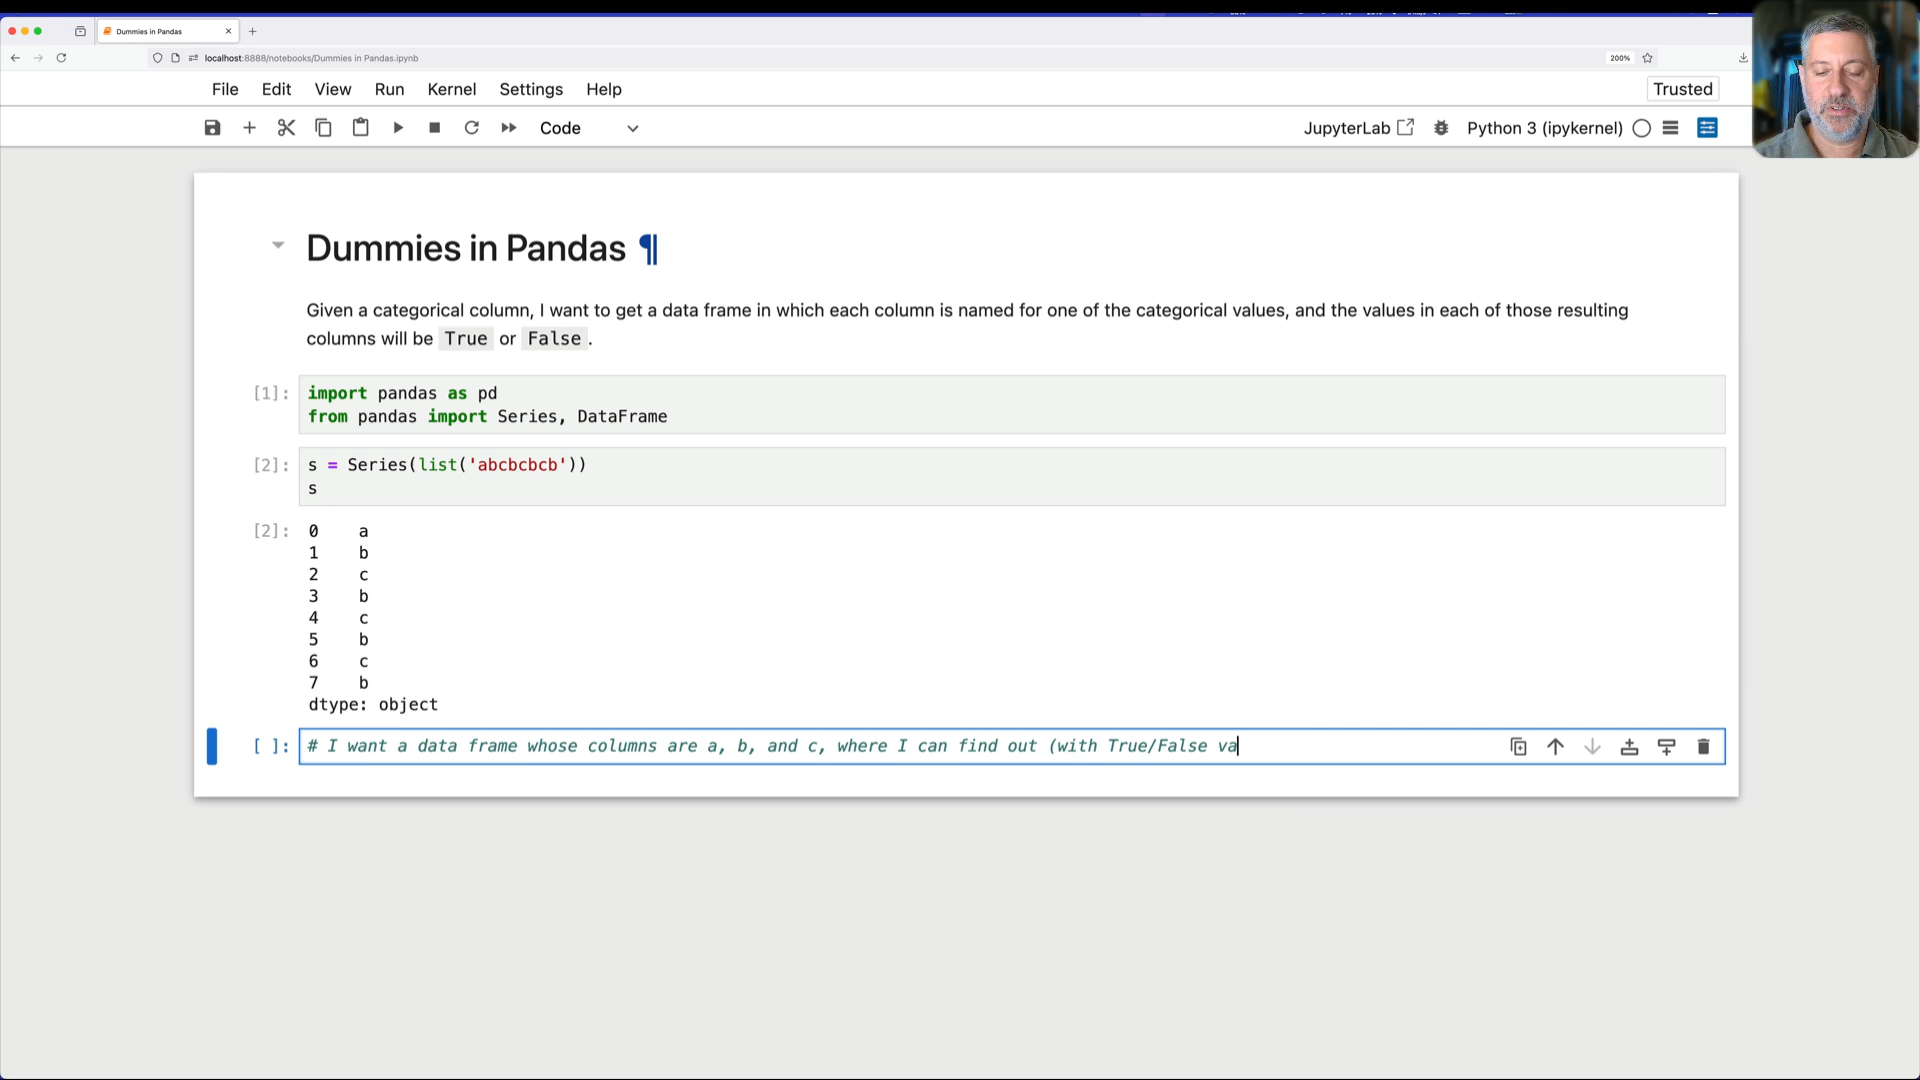 Dummies in Pandas
localhost:8888/notebooks/Dummies in Pandas.ipynb
200%
File Edit View Run Kernel Settings Help
Trusted
Code
JupyterLab
Python 3 (ipykernel)
Dummies in Pandas ¶
Given a categorical column, I want to get a data frame in which each column is named for one of the categorical values, and the values in each of those resulting
columns will be True or False .
[1]: import pandas as pd
from pandas import Series, DataFrame
[2]: s = Series(list('abcbcbcb'))
s
[2]: 0 a
1 b
2 c
3 b
4 c
5 b
6 c
7 b
dtype: object
[ ]: # I want a data frame whose columns are a, b, and c, where I can find out (with True/False va